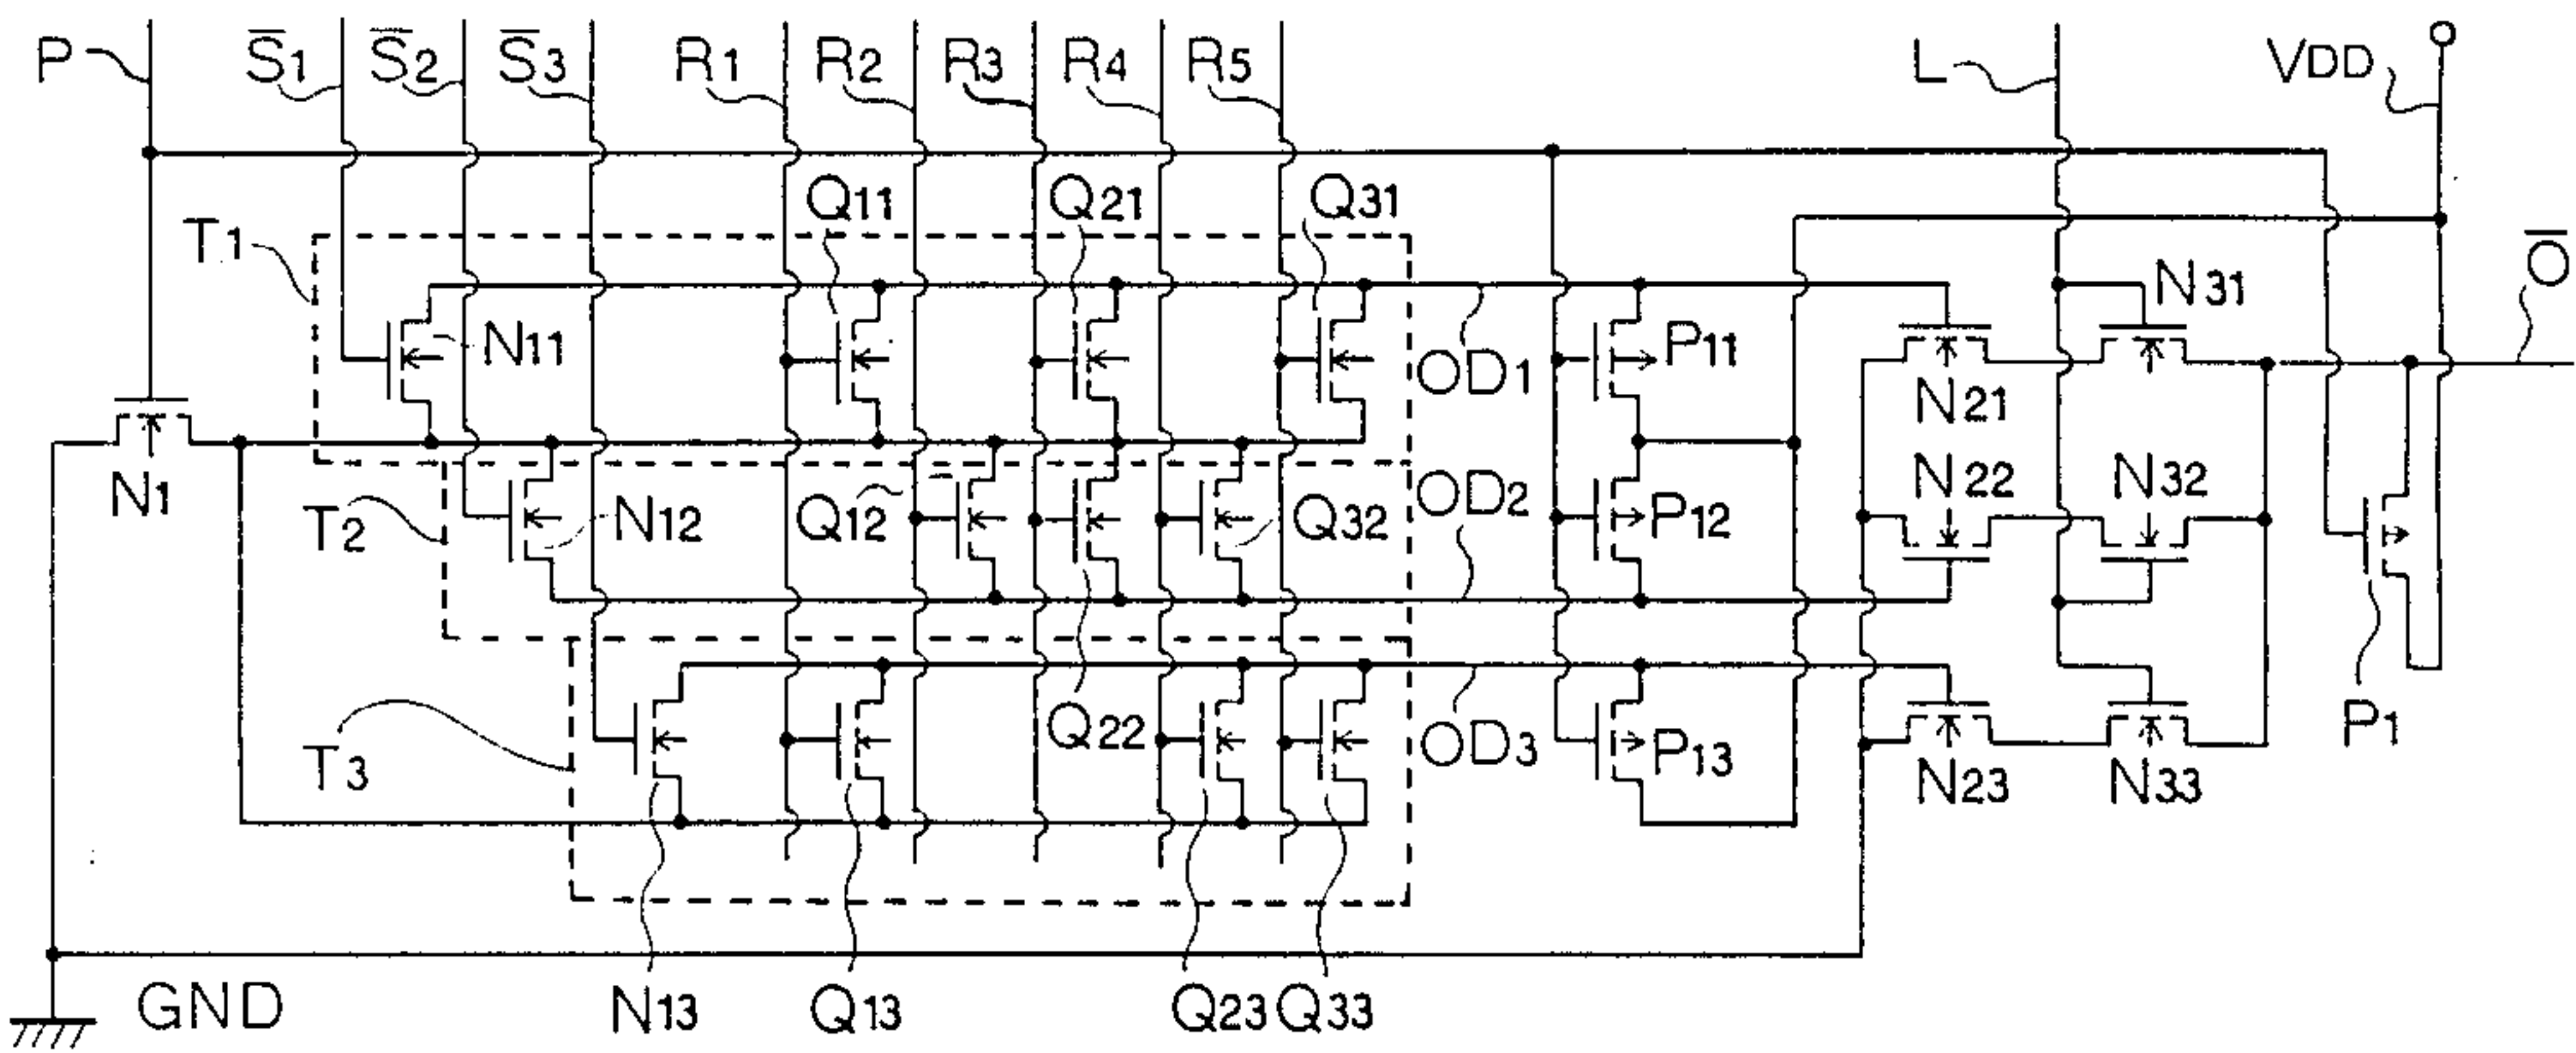 P S̅1 S̅2 S̅3 R1 R2 R3 R4 R5 L VDD
Q11 Q21 Q31
T1 O̅
N31
N11 OD1 P11
N21
N1 N22 N32
T2 N12 Q12 Q32 OD2 P12
Q22 P1
T3 OD3 P13 N23 N33
GND N13 Q13 Q23 Q33